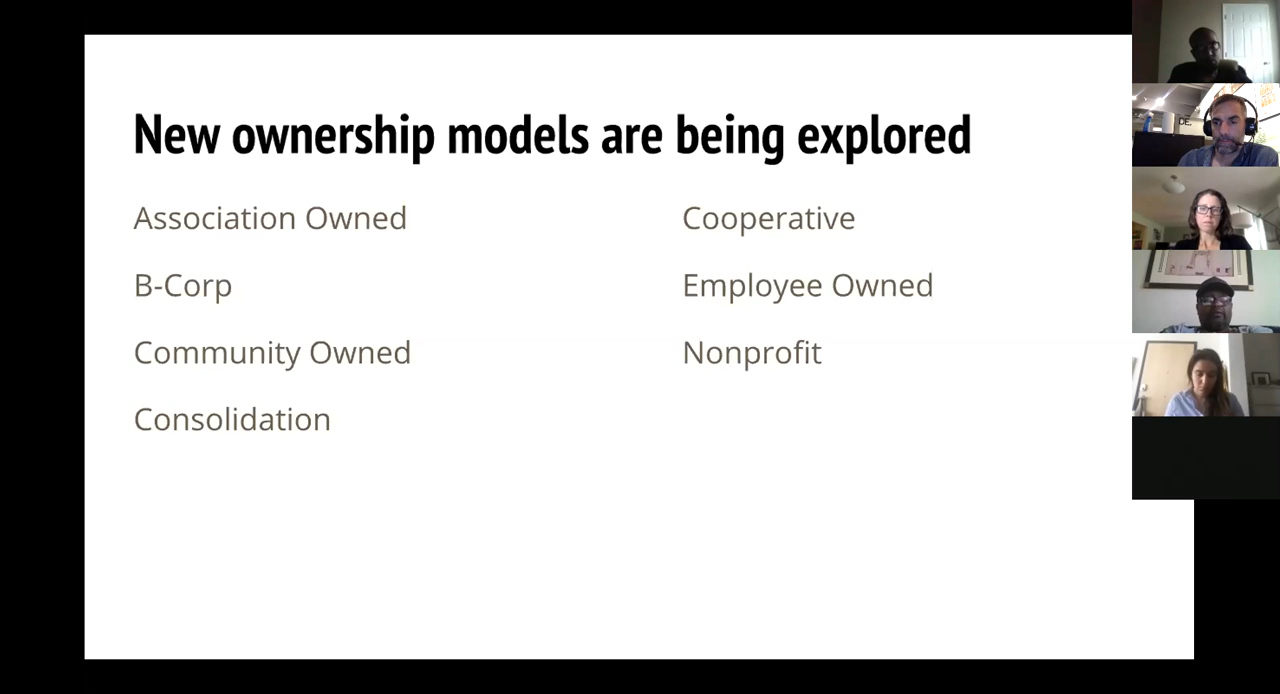 New ownership models are being explored
Association Owned
B-Corp
Community Owned
Consolidation
Cooperative
Employee Owned
Nonprofit